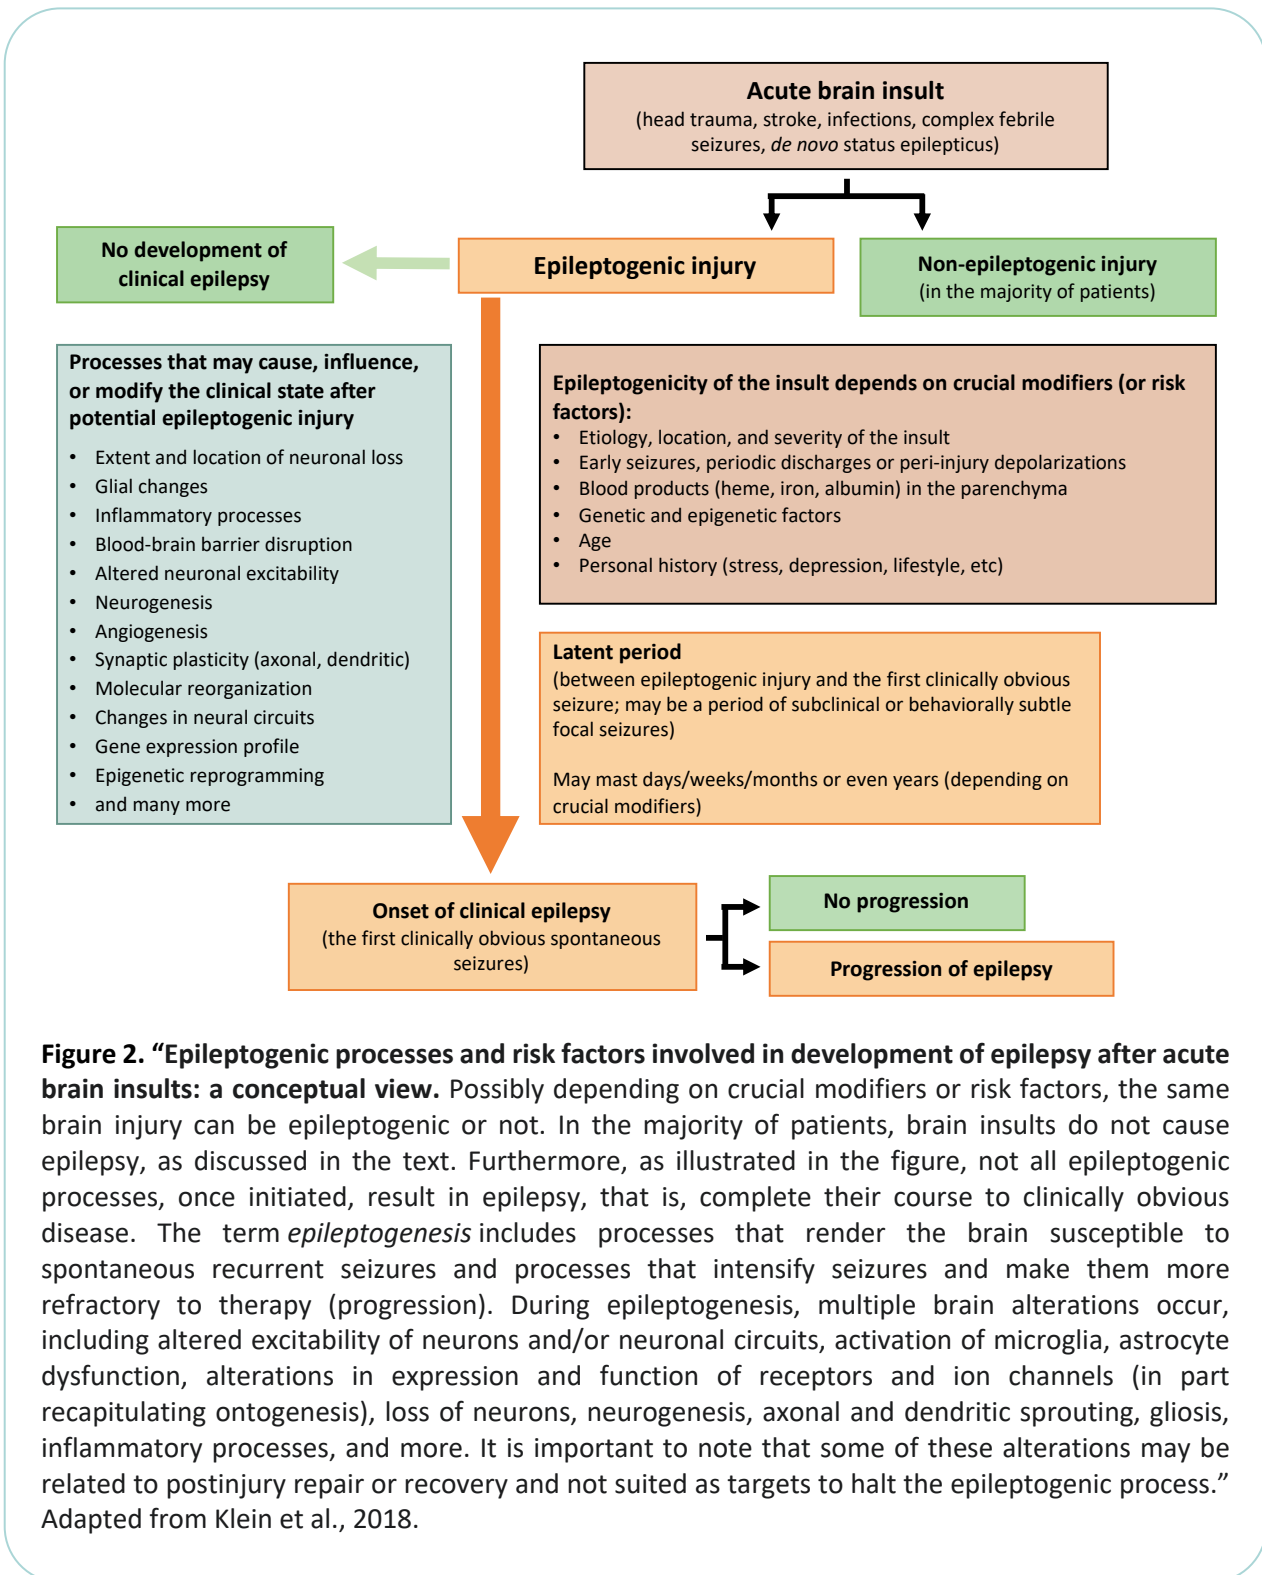 Acute brain insult
(head trauma, stroke, infections, complex febrile
seizures, de novo status epilepticus)
No development of
clinical epilepsy
Epileptogenic injury
Non-epileptogenic injury
(in the majority of patients)
Processes that may cause, influence,
or modify the clinical state after
potential epileptogenic injury
• Extent and location of neuronal loss
• Glial changes
• Inflammatory processes
• Blood-brain barrier disruption
• Altered neuronal excitability
• Neurogenesis
• Angiogenesis
• Synaptic plasticity (axonal, dendritic)
• Molecular reorganization
• Changes in neural circuits
• Gene expression profile
• Epigenetic reprogramming
• and many more
Epileptogenicity of the insult depends on crucial modifiers (or risk
factors):
• Etiology, location, and severity of the insult
• Early seizures, periodic discharges or peri-injury depolarizations
• Blood products (heme, iron, albumin) in the parenchyma
• Genetic and epigenetic factors
• Age
• Personal history (stress, depression, lifestyle, etc)
Latent period
(between epileptogenic injury and the first clinically obvious
seizure; may be a period of subclinical or behaviorally subtle
focal seizures)
May mast days/weeks/months or even years (depending on
crucial modifiers)
Onset of clinical epilepsy
(the first clinically obvious spontaneous
seizures)
No progression
Progression of epilepsy
Figure 2. “Epileptogenic processes and risk factors involved in development of epilepsy after acute
brain insults: a conceptual view. Possibly depending on crucial modifiers or risk factors, the same
brain injury can be epileptogenic or not. In the majority of patients, brain insults do not cause
epilepsy, as discussed in the text. Furthermore, as illustrated in the figure, not all epileptogenic
processes, once initiated, result in epilepsy, that is, complete their course to clinically obvious
disease. The term epileptogenesis includes processes that render the brain susceptible to
spontaneous recurrent seizures and processes that intensify seizures and make them more
refractory to therapy (progression). During epileptogenesis, multiple brain alterations occur,
including altered excitability of neurons and/or neuronal circuits, activation of microglia, astrocyte
dysfunction, alterations in expression and function of receptors and ion channels (in part
recapitulating ontogenesis), loss of neurons, neurogenesis, axonal and dendritic sprouting, gliosis,
inflammatory processes, and more. It is important to note that some of these alterations may be
related to postinjury repair or recovery and not suited as targets to halt the epileptogenic process.”
Adapted from Klein et al., 2018.